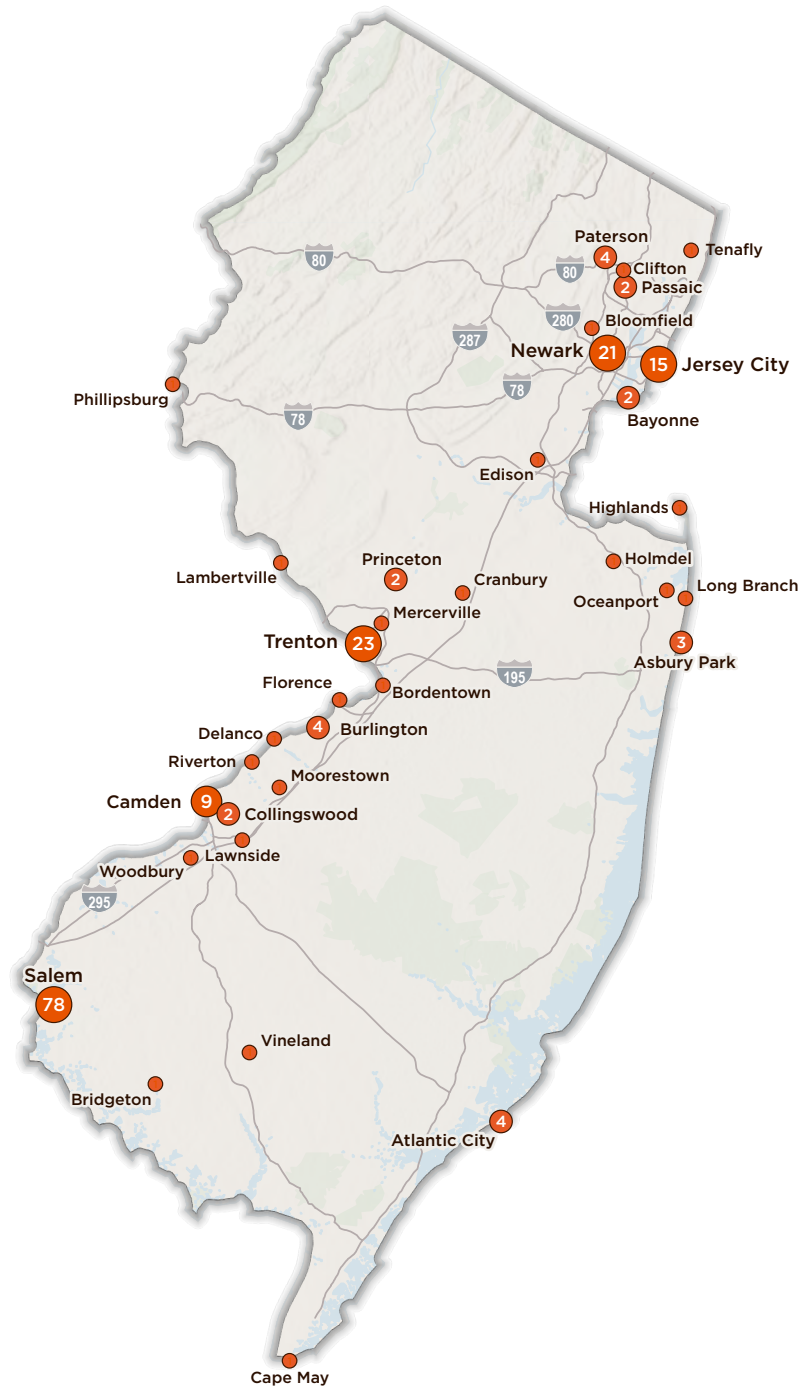 Paterson
4
Tenafly
80
80
Clifton
2
Passaic
280
Bloomfield
287
Newark
21
15
Jersey City
78
Phillipsburg
2
78
Bayonne
Edison
Highlands
Princeton
2
Holmdel
Lambertville
Cranbury
Long Branch
Oceanport
Mercerville
Trenton
23
3
Asbury Park
195
Florence
Bordentown
4
Burlington
Delanco
Riverton
Moorestown
Camden
9
2
Collingswood
Lawnside
Woodbury
295
Salem
78
Vineland
Bridgeton
4
Atlantic City
Cape May